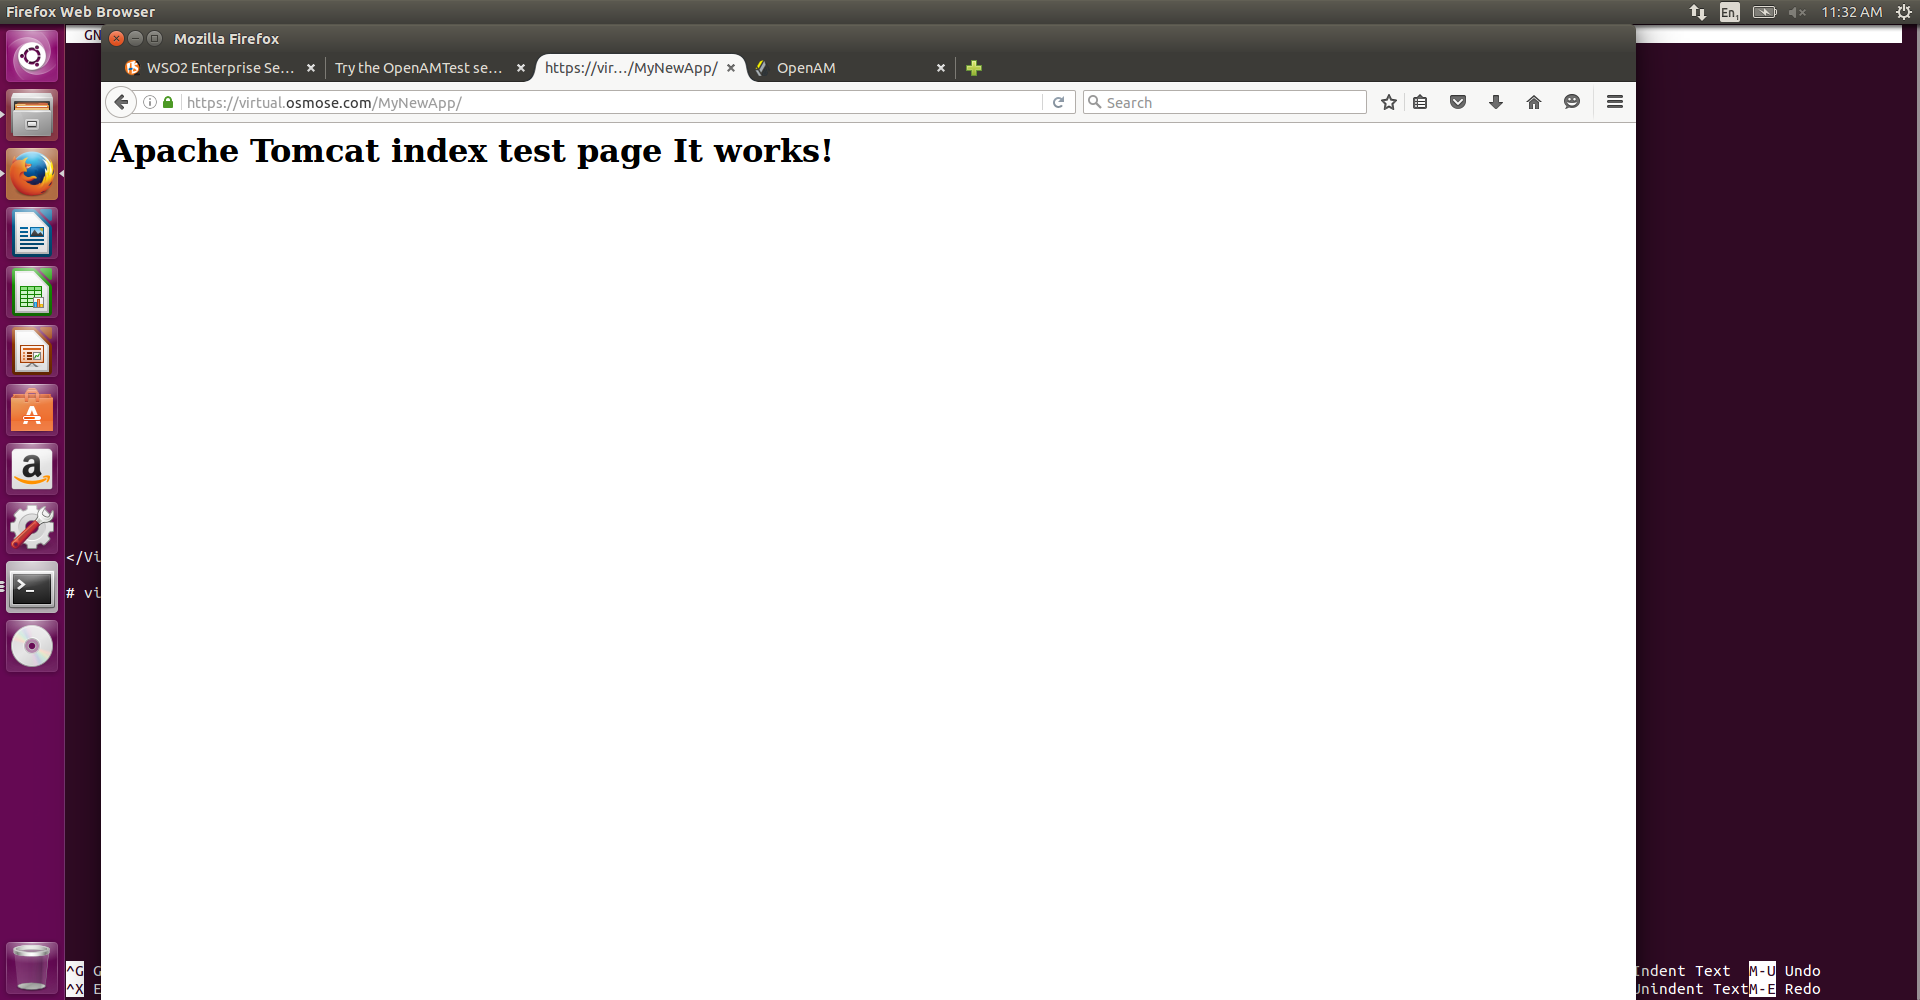 Firefox Web Browser
En1
11:32 AM
GN
Mozilla Firefox
WSO2 Enterprise Se...
Try the OpenAMTest se...
https://vir.../MyNewApp/
OpenAM
https://virtual.osmose.com/MyNewApp/
Search
Apache Tomcat index test page It works!
</Vi
# vi
^G G
Indent Text M-U Undo
^X E
Unindent Text M-E Redo